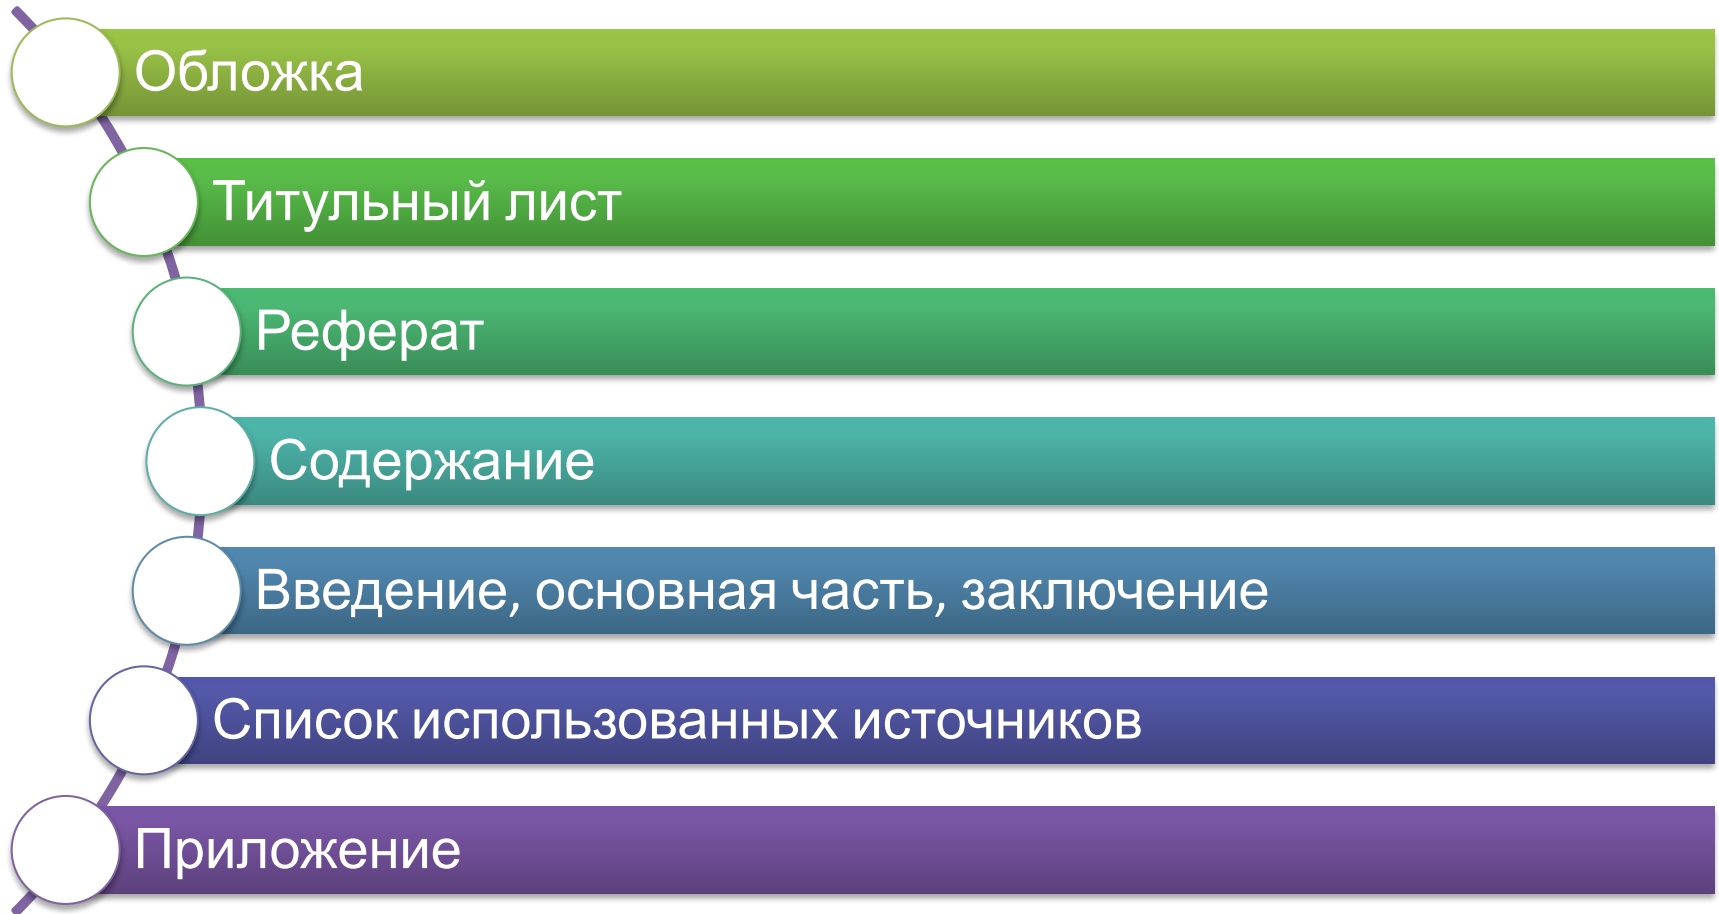 Обложка
Титульный лист
Реферат
Содержание
Введение, основная часть, заключение
Список использованных источников
Приложение